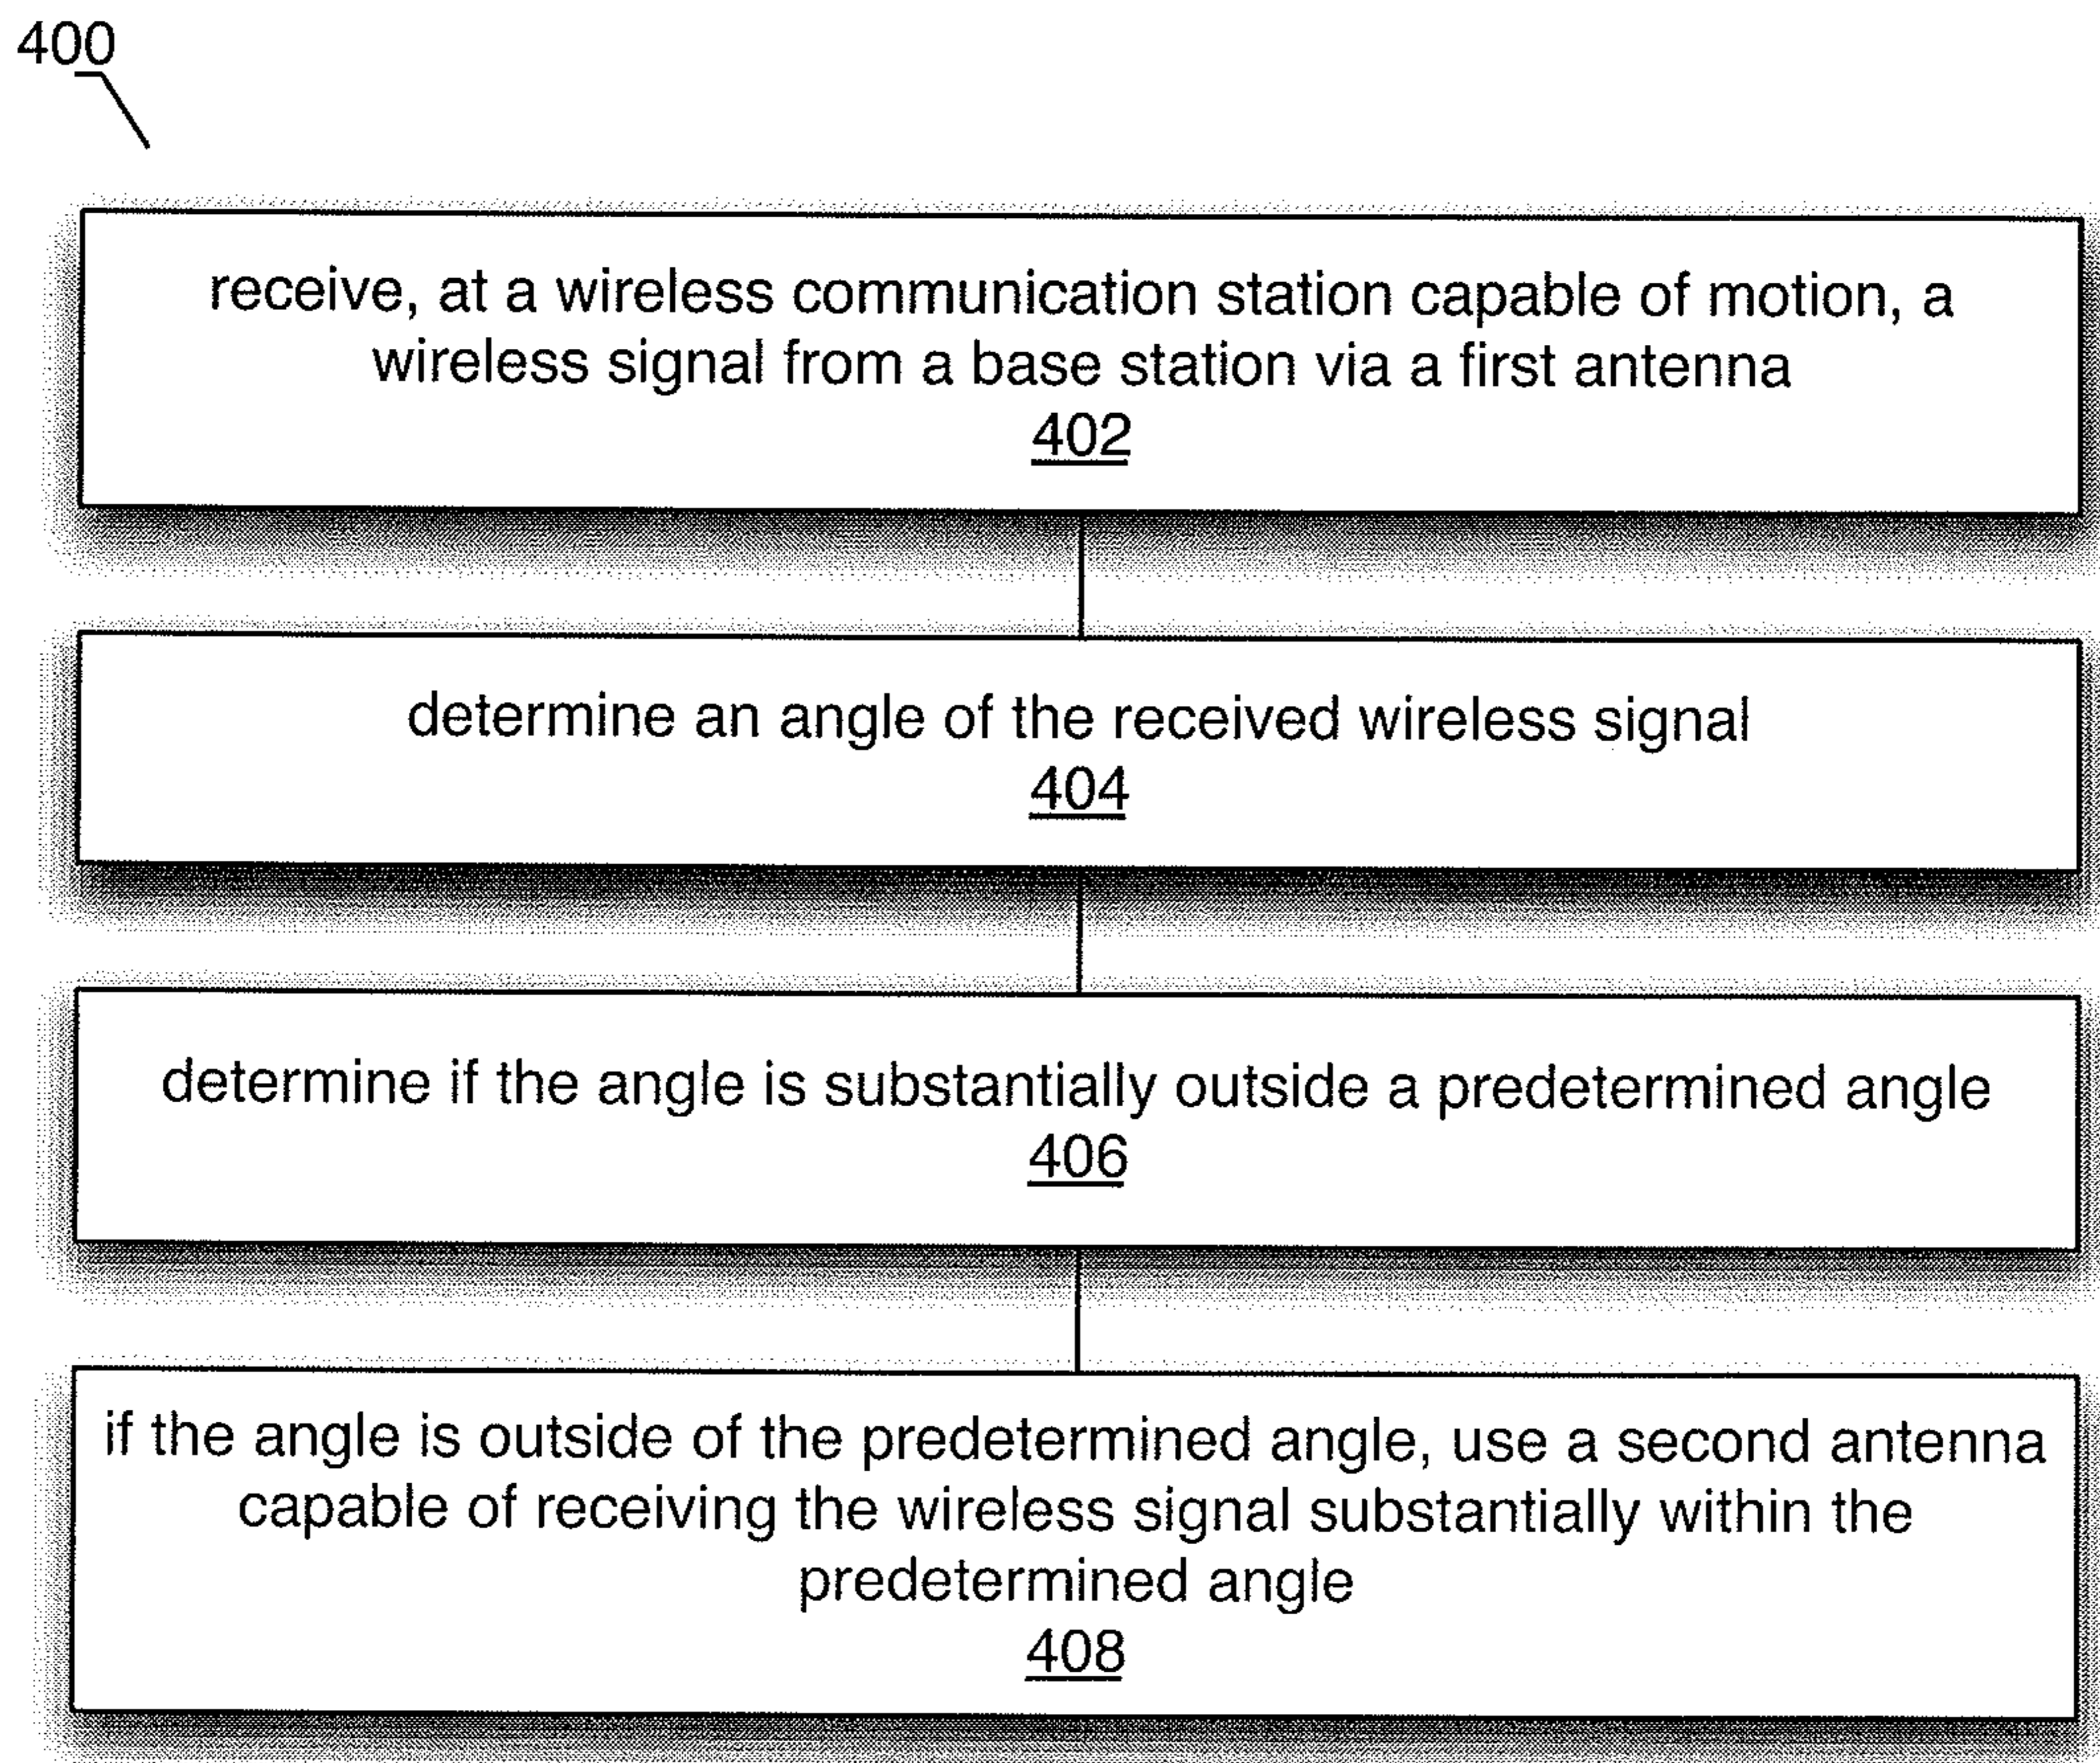 400
receive, at a wireless communication station capable of motion, a
wireless signal from a base station via a first antenna
402
determine an angle of the received wireless signal
404
determine if the angle is substantially outside a predetermined angle
406
if the angle is outside of the predetermined angle, use a second antenna
capable of receiving the wireless signal substantially within the
predetermined angle
408